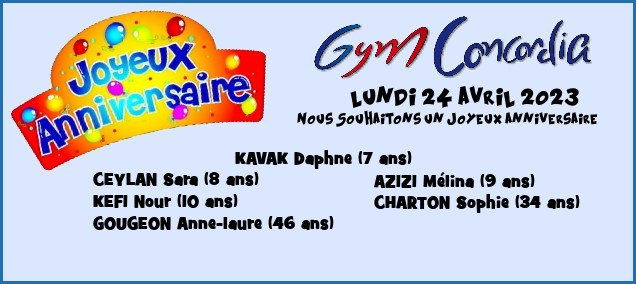 Joyeux
Anniversaire
Gym Concordia
LUNDI 24 AVRIL 2023
NOUS SOUHAITONS UN JOYEUX ANNIVERSAIRE
KAVAK Daphne (7 ans)
CEYLAN Sara (8 ans) AZIZI Mélina (9 ans)
KEFI Nour (10 ans) CHARTON Sophie (34 ans)
GOUGEON Anne-laure (46 ans)